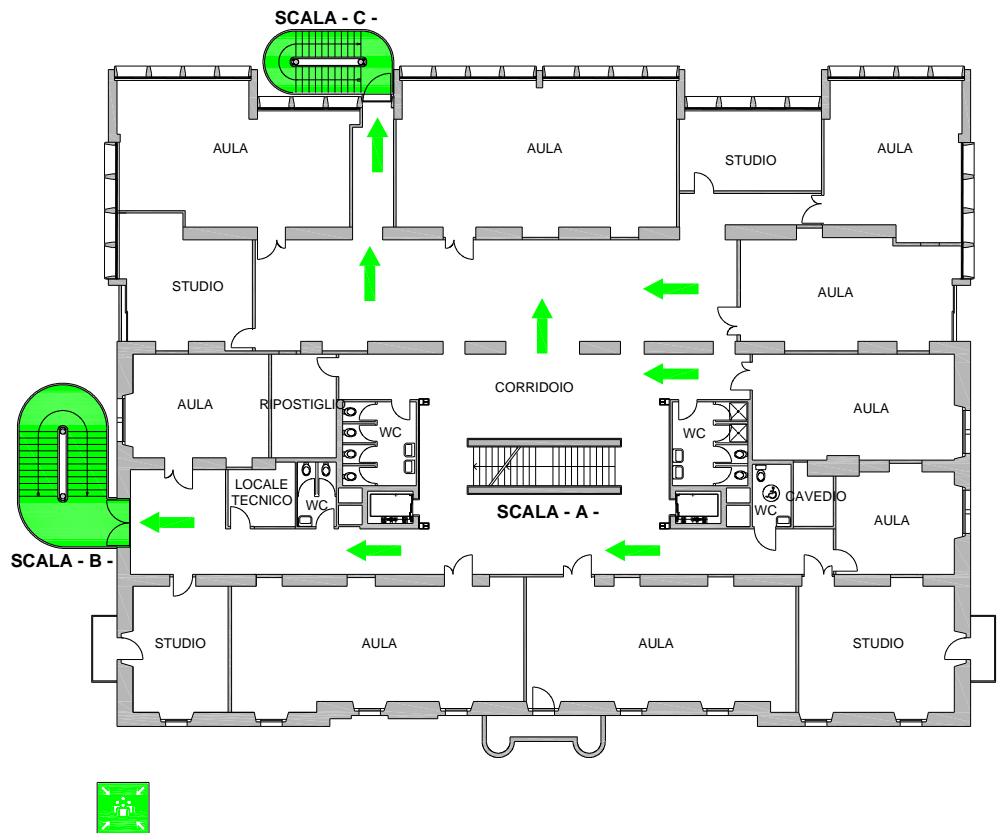 SCALA - C -
AULA
AULA
STUDIO
AULA
STUDIO
AULA
CORRIDOIO
AULA
RIPOSTIGLIO
AULA
WC
WC
LOCALE
TECNICO
WC
SCALA - A -
WC
CAVEDIO
AULA
SCALA - B -
STUDIO
AULA
AULA
STUDIO